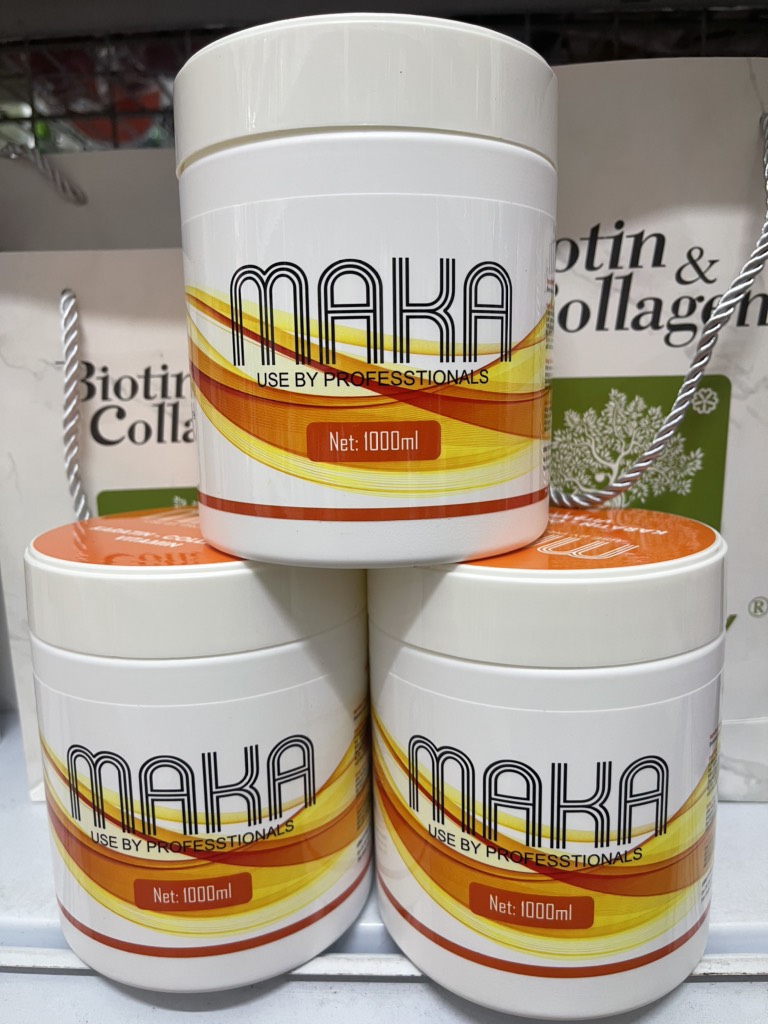 MAKA
USE BY PROFESSTIONALS
Net: 1000ml
Biotin
otin &
ollagen
®
VITAMIN
MAKA
USE BY PROFESSTIONALS
Net: 1000ml
MAKA
USE BY PROFESSTIONALS
Net: 1000ml
®